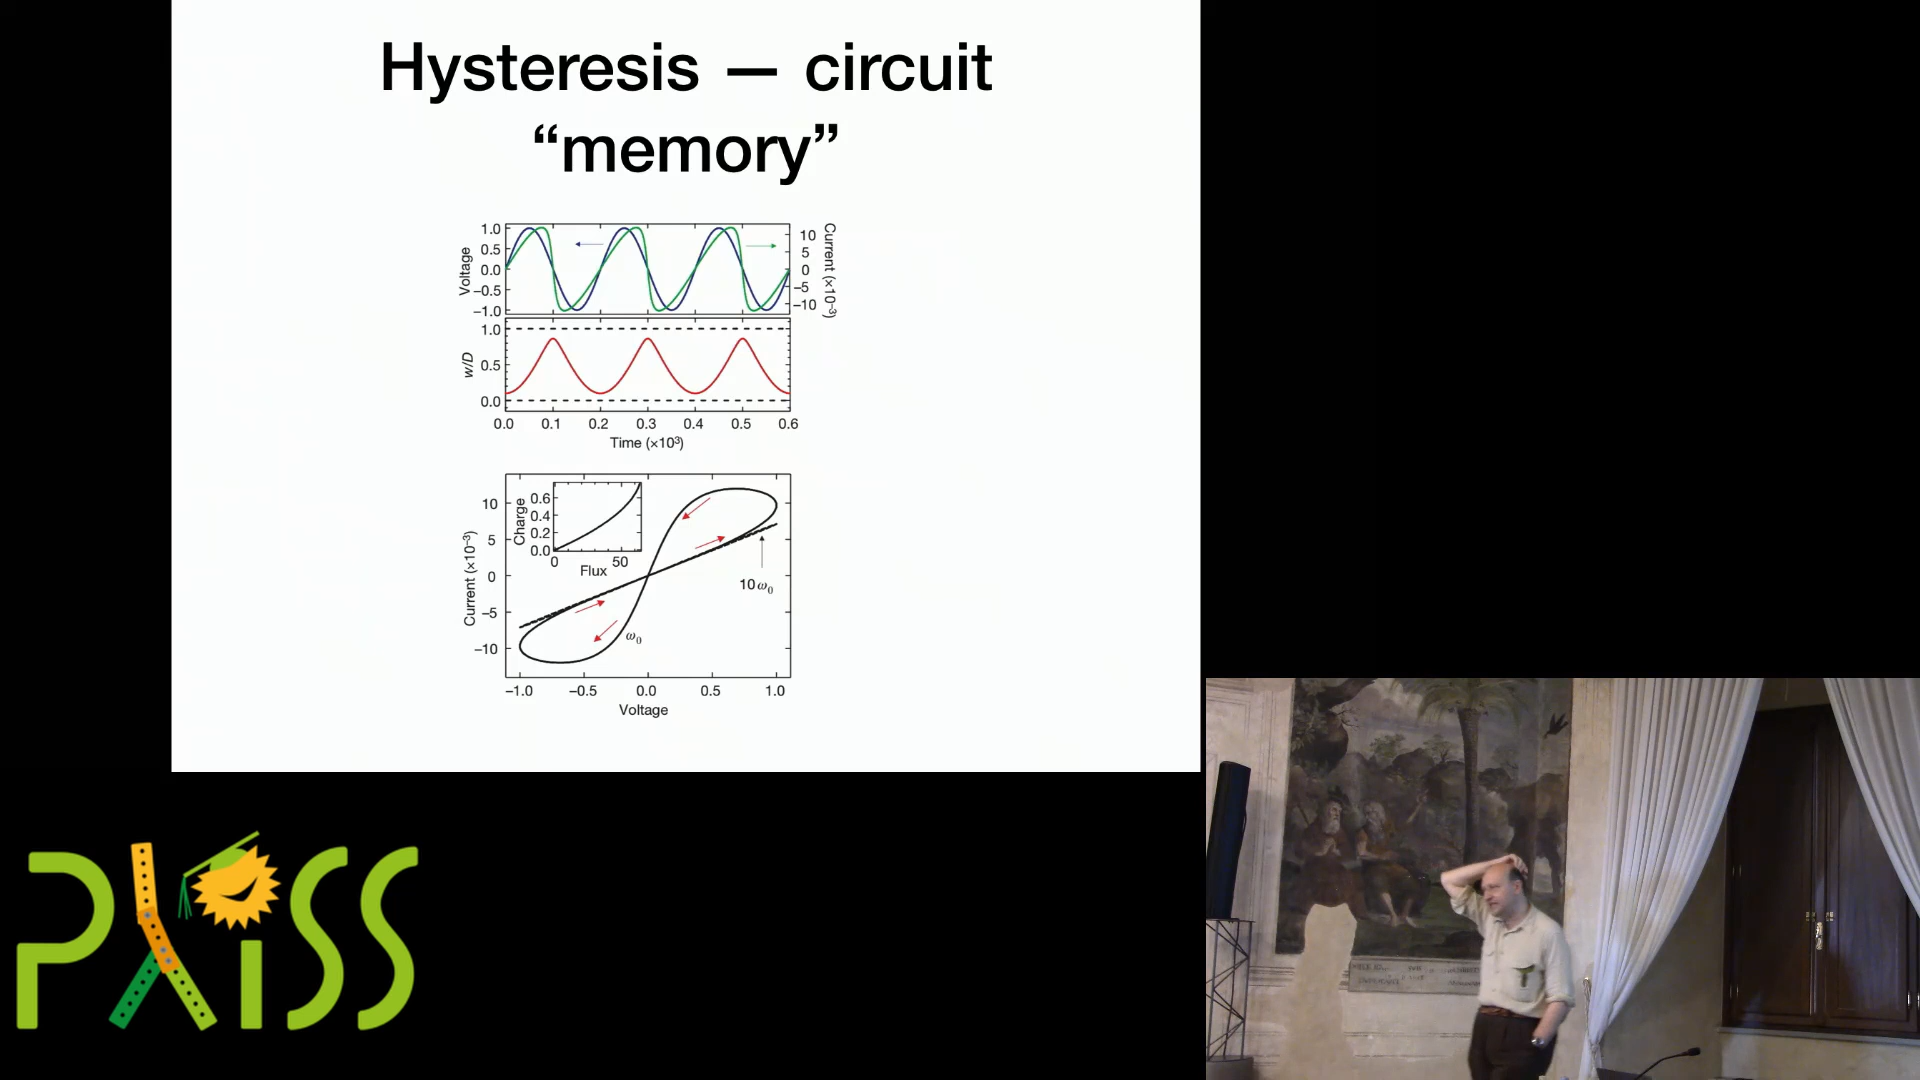 Hysteresis — circuit
“memory”
1.0
0.5
0.0
−0.5
−1.0
Voltage
10
5
0
−5
−10
Current (×10⁻³)
1.0
0.5
0.0
w/D
0.0 0.1 0.2 0.3 0.4 0.5 0.6
Time (×10³)
10
5
0
−5
−10
Current (×10⁻³)
0.6
0.4
0.2
0.0
Charge
0 50
Flux
10 ω₀
ω₀
−1.0 −0.5 0.0 0.5 1.0
Voltage
PAiSS